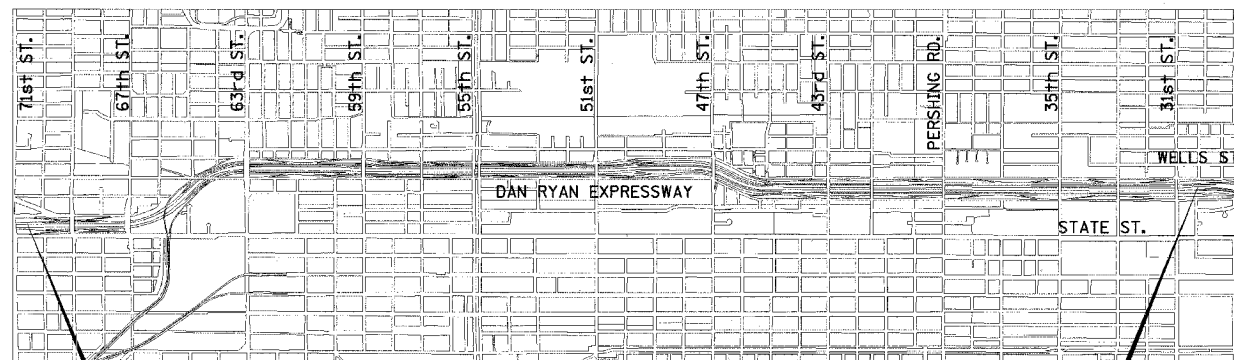 71st ST.
67th ST.
63rd ST.
59th ST.
55th ST.
51st ST.
47th ST.
43rd ST.
PERSHING RD.
35th ST.
31st ST.
WELLS ST
DAN RYAN EXPRESSWAY
STATE ST.